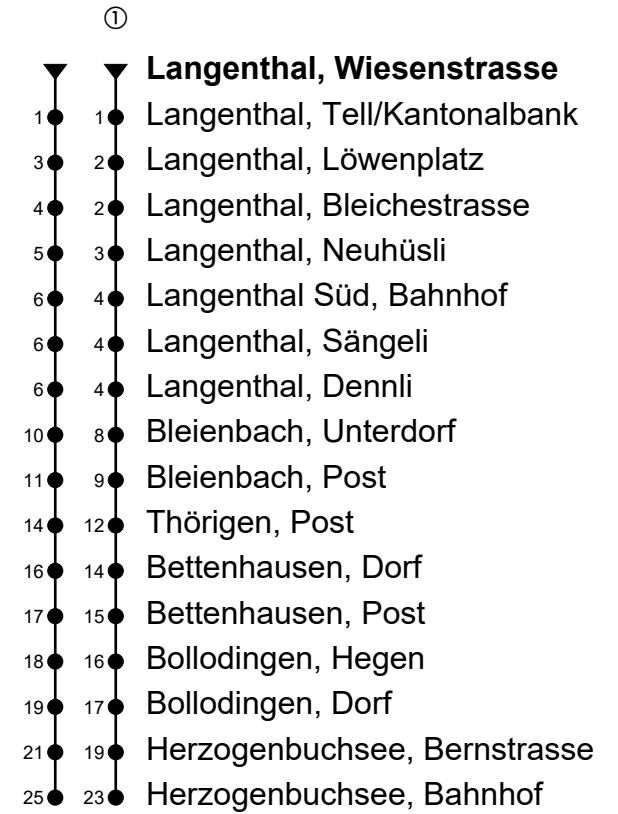 ①
Langenthal, Wiesenstrasse
1 1 Langenthal, Tell/Kantonalbank
3 2 Langenthal, Löwenplatz
4 2 Langenthal, Bleichestrasse
5 3 Langenthal, Neuhüsli
6 4 Langenthal Süd, Bahnhof
6 4 Langenthal, Sängeli
6 4 Langenthal, Dennli
10 8 Bleienbach, Unterdorf
11 9 Bleienbach, Post
14 12 Thörigen, Post
16 14 Bettenhausen, Dorf
17 15 Bettenhausen, Post
18 16 Bollodingen, Hegen
19 17 Bollodingen, Dorf
21 19 Herzogenbuchsee, Bernstrasse
25 23 Herzogenbuchsee, Bahnhof